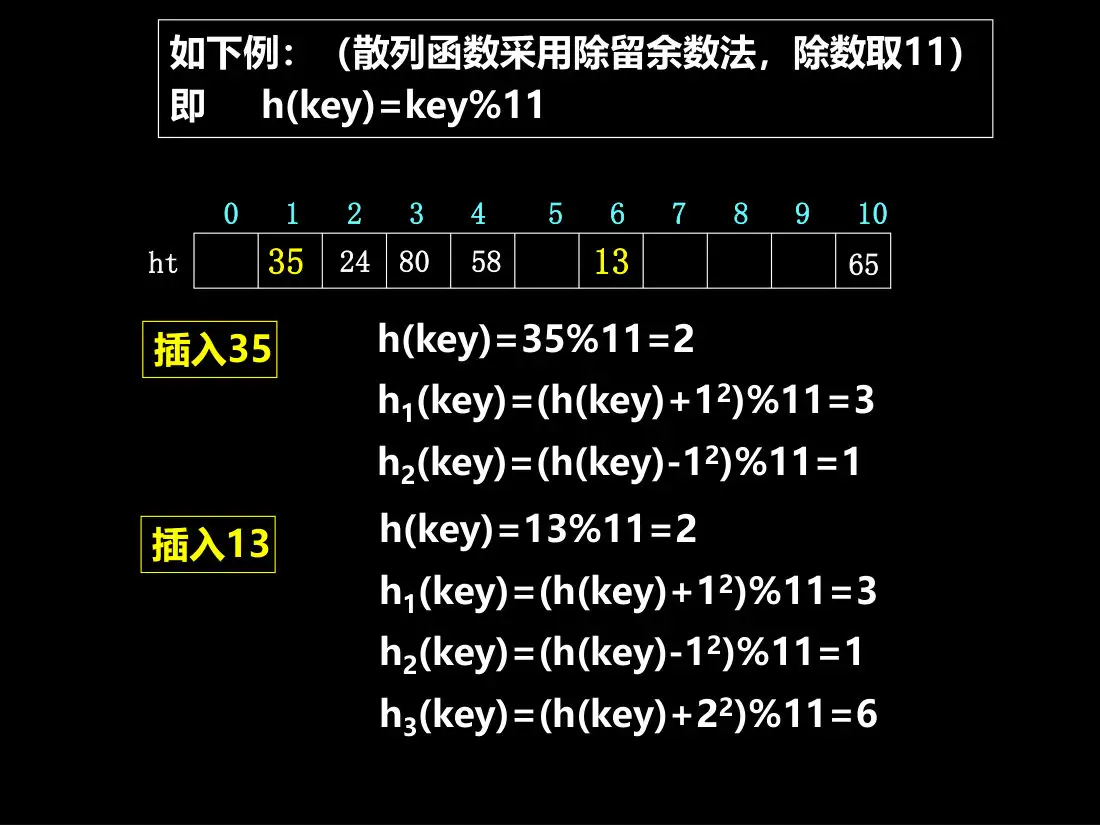 如下例：（散列函数采用除留余数法，除数取11）
即 h(key)=key%11
0 1 2 3 4 5 6 7 8 9 10
ht 35 24 80 58 13 65
插入35
h(key)=35%11=2
h₁(key)=(h(key)+1²)%11=3
h₂(key)=(h(key)-1²)%11=1
插入13
h(key)=13%11=2
h₁(key)=(h(key)+1²)%11=3
h₂(key)=(h(key)-1²)%11=1
h₃(key)=(h(key)+2²)%11=6